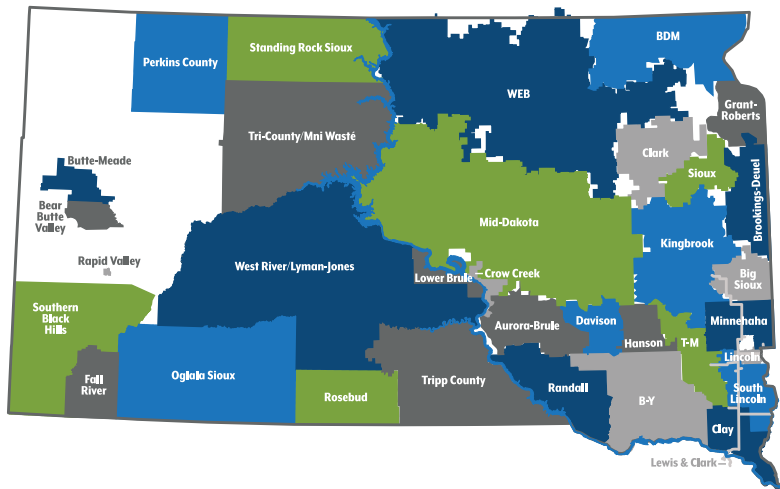 Perkins County
Standing Rock Sioux
BDM
WEB
Grant-
Roberts
Tri-County/Mni Wasté
Clark
Butte-Meade
Sioux
Brookings-Deuel
Bear
Butte
Valley
Mid-Dakota
Kingbrook
Rapid Valley
West River/Lyman-Jones
Lower Brule
Crow Creek
Big
Sioux
Southern
Black
Hills
Aurora-Brule
Davison
Minnehaha
Hanson
T-M
Lincoln
Oglala Sioux
Fall
River
Tripp County
Rosebud
Randall
B-Y
South
Lincoln
Clay
Lewis & Clark